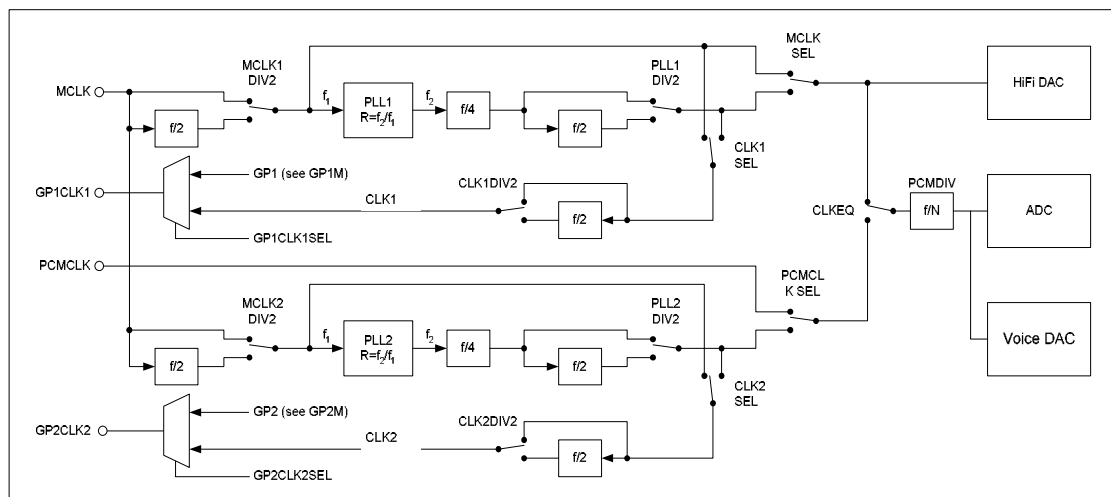 MCLK
MCLK1
DIV2
f/2
f₁
PLL1
R=f₂/f₁
f₂
f/4
f/2
PLL1
DIV2
MCLK
SEL
HiFi DAC
CLK1
SEL
GP1CLK1
GP1 (see GP1M)
CLK1
CLK1DIV2
f/2
GP1CLK1SEL
CLKEQ
PCMDIV
f/N
ADC
PCMCLK
MCLK2
DIV2
f/2
f₁
PLL2
R=f₂/f₁
f₂
f/4
f/2
PLL2
DIV2
PCMCL
K SEL
Voice DAC
CLK2
SEL
GP2CLK2
GP2 (see GP2M)
CLK2
CLK2DIV2
f/2
GP2CLK2SEL